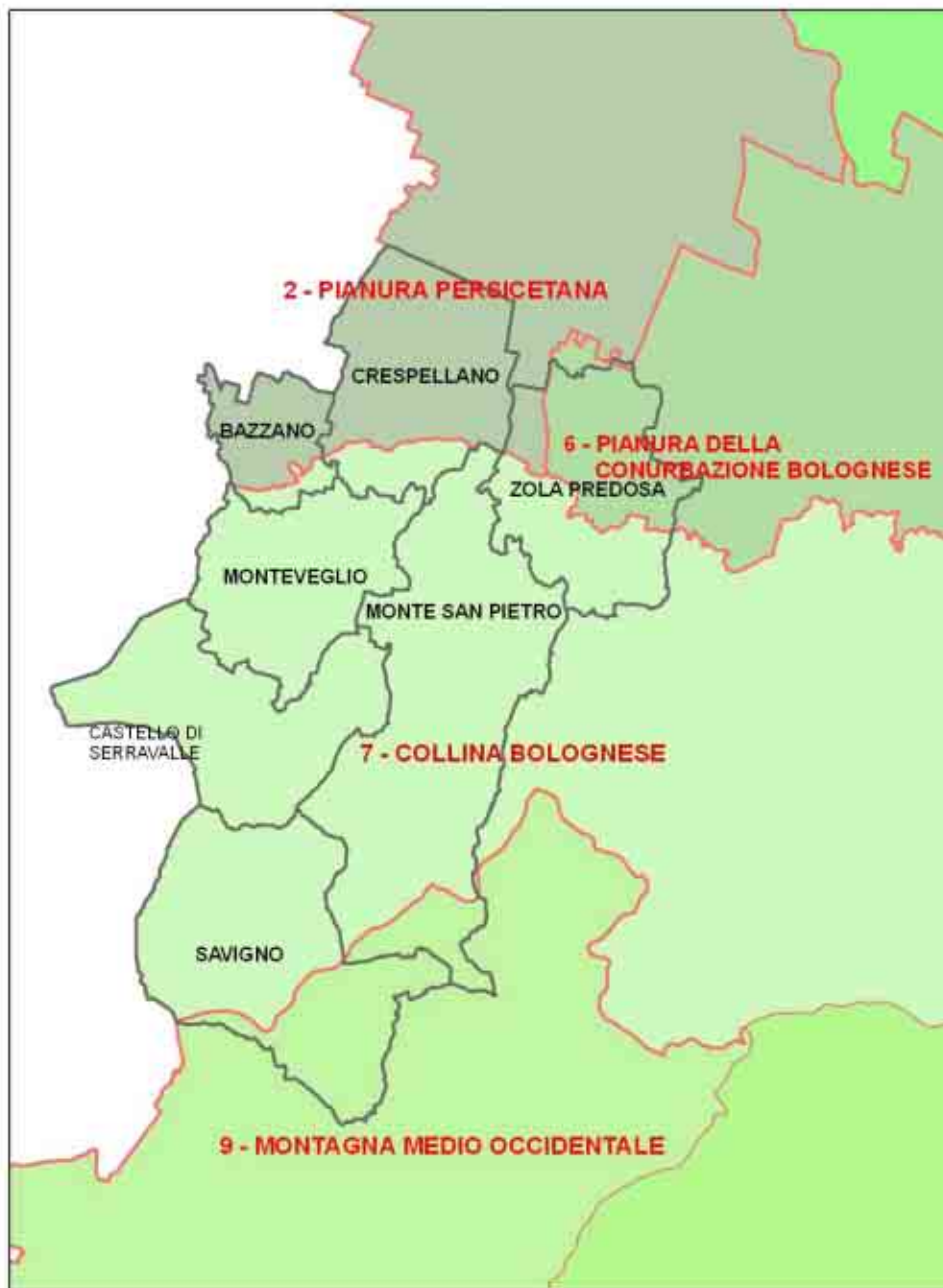 2 - PIANURA PERSICETANA
CRESPELLANO
BAZZANO
6 - PIANURA DELLA
CONURBAZIONE BOLOGNESE
ZOLA PREDOSA
MONTEVEGLIO
MONTE SAN PIETRO
CASTELLO DI
SERRAVALLE
7 - COLLINA BOLOGNESE
SAVIGNO
9 - MONTAGNA MEDIO OCCIDENTALE